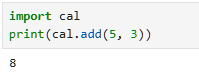 import cal
print(cal.add(5, 3))
8